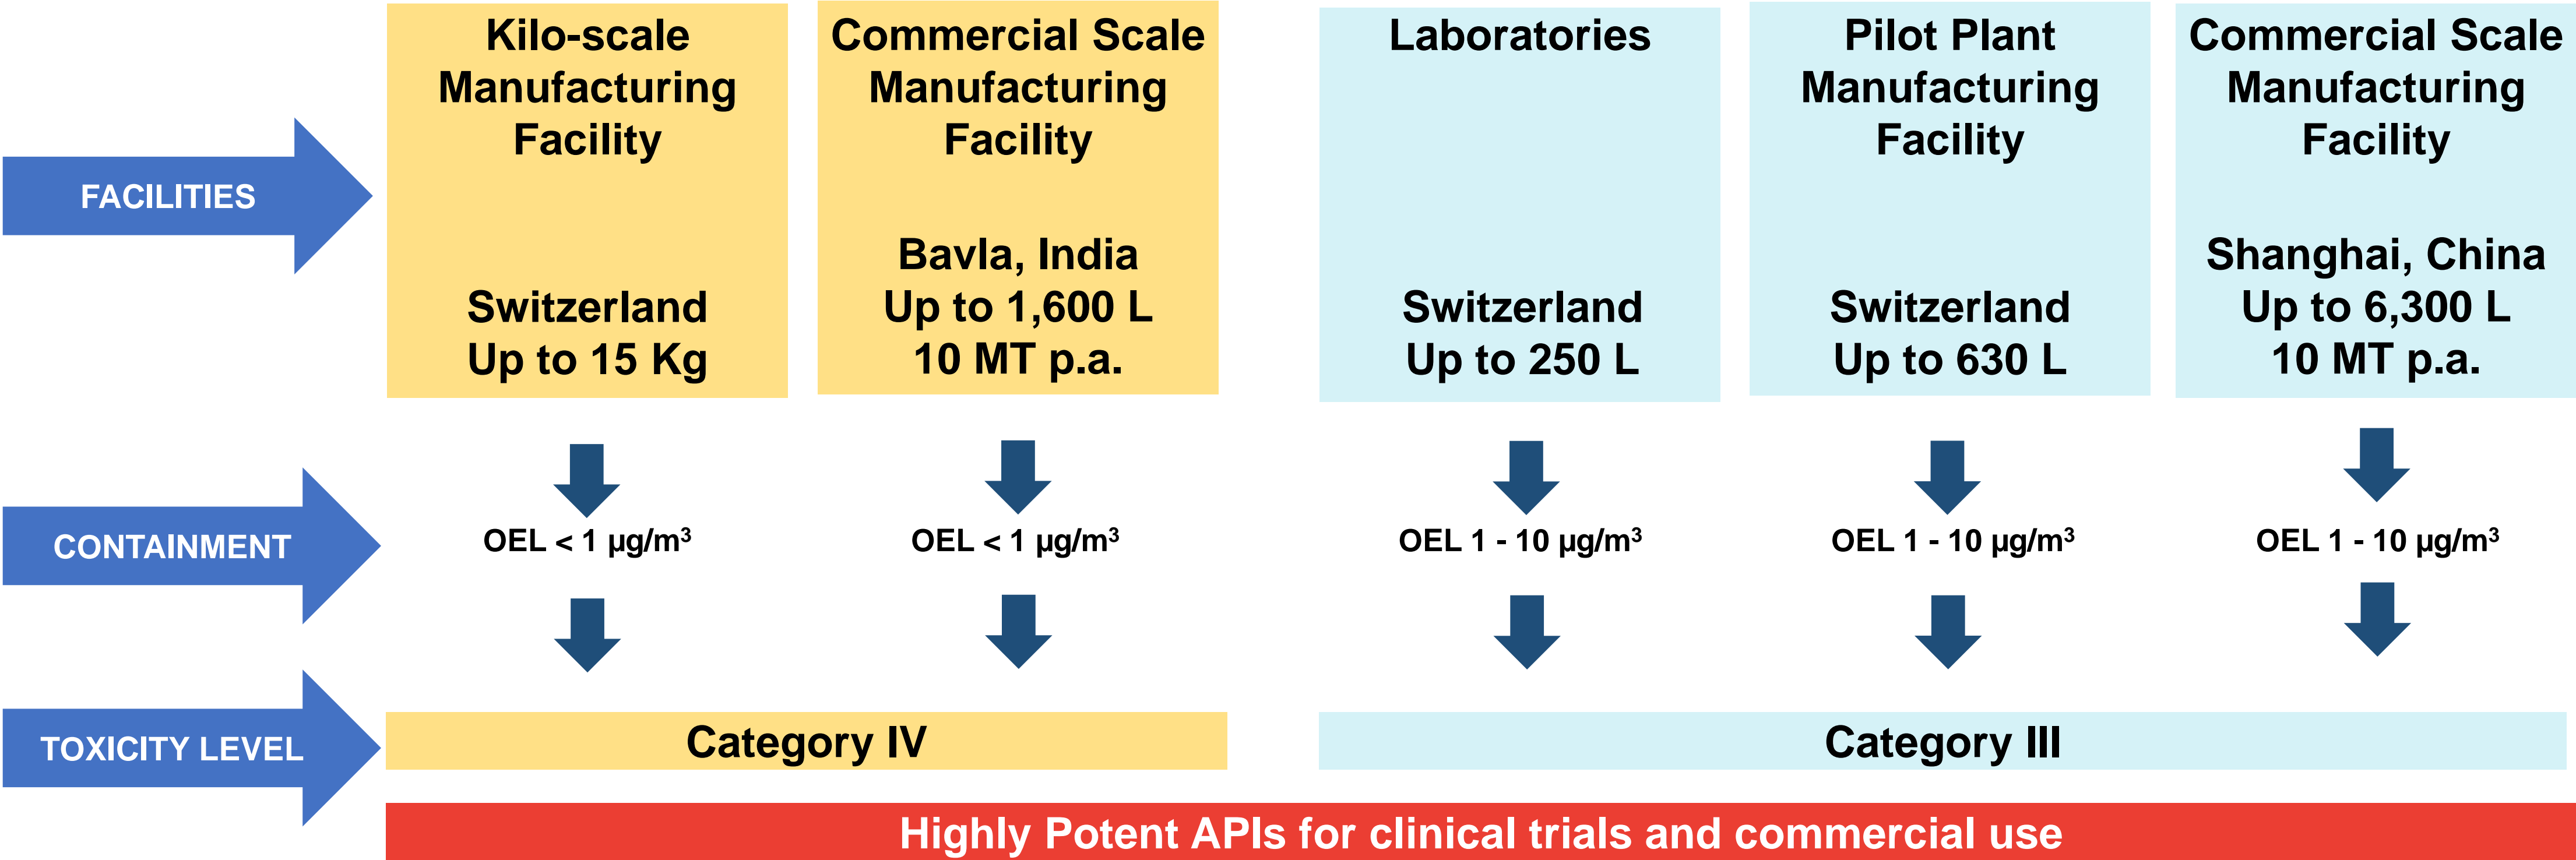 FACILITIES
Kilo-scale
Manufacturing
Facility
Switzerland
Up to 15 Kg
Commercial Scale
Manufacturing
Facility
Bavla, India
Up to 1,600 L
10 MT p.a.
Laboratories
Switzerland
Up to 250 L
Pilot Plant
Manufacturing
Facility
Switzerland
Up to 630 L
Commercial Scale
Manufacturing
Facility
Shanghai, China
Up to 6,300 L
10 MT p.a.
CONTAINMENT
OEL < 1 µg/m³
OEL < 1 µg/m³
OEL 1 - 10 µg/m³
OEL 1 - 10 µg/m³
OEL 1 - 10 µg/m³
TOXICITY LEVEL
Category IV
Category III
Highly Potent APIs for clinical trials and commercial use